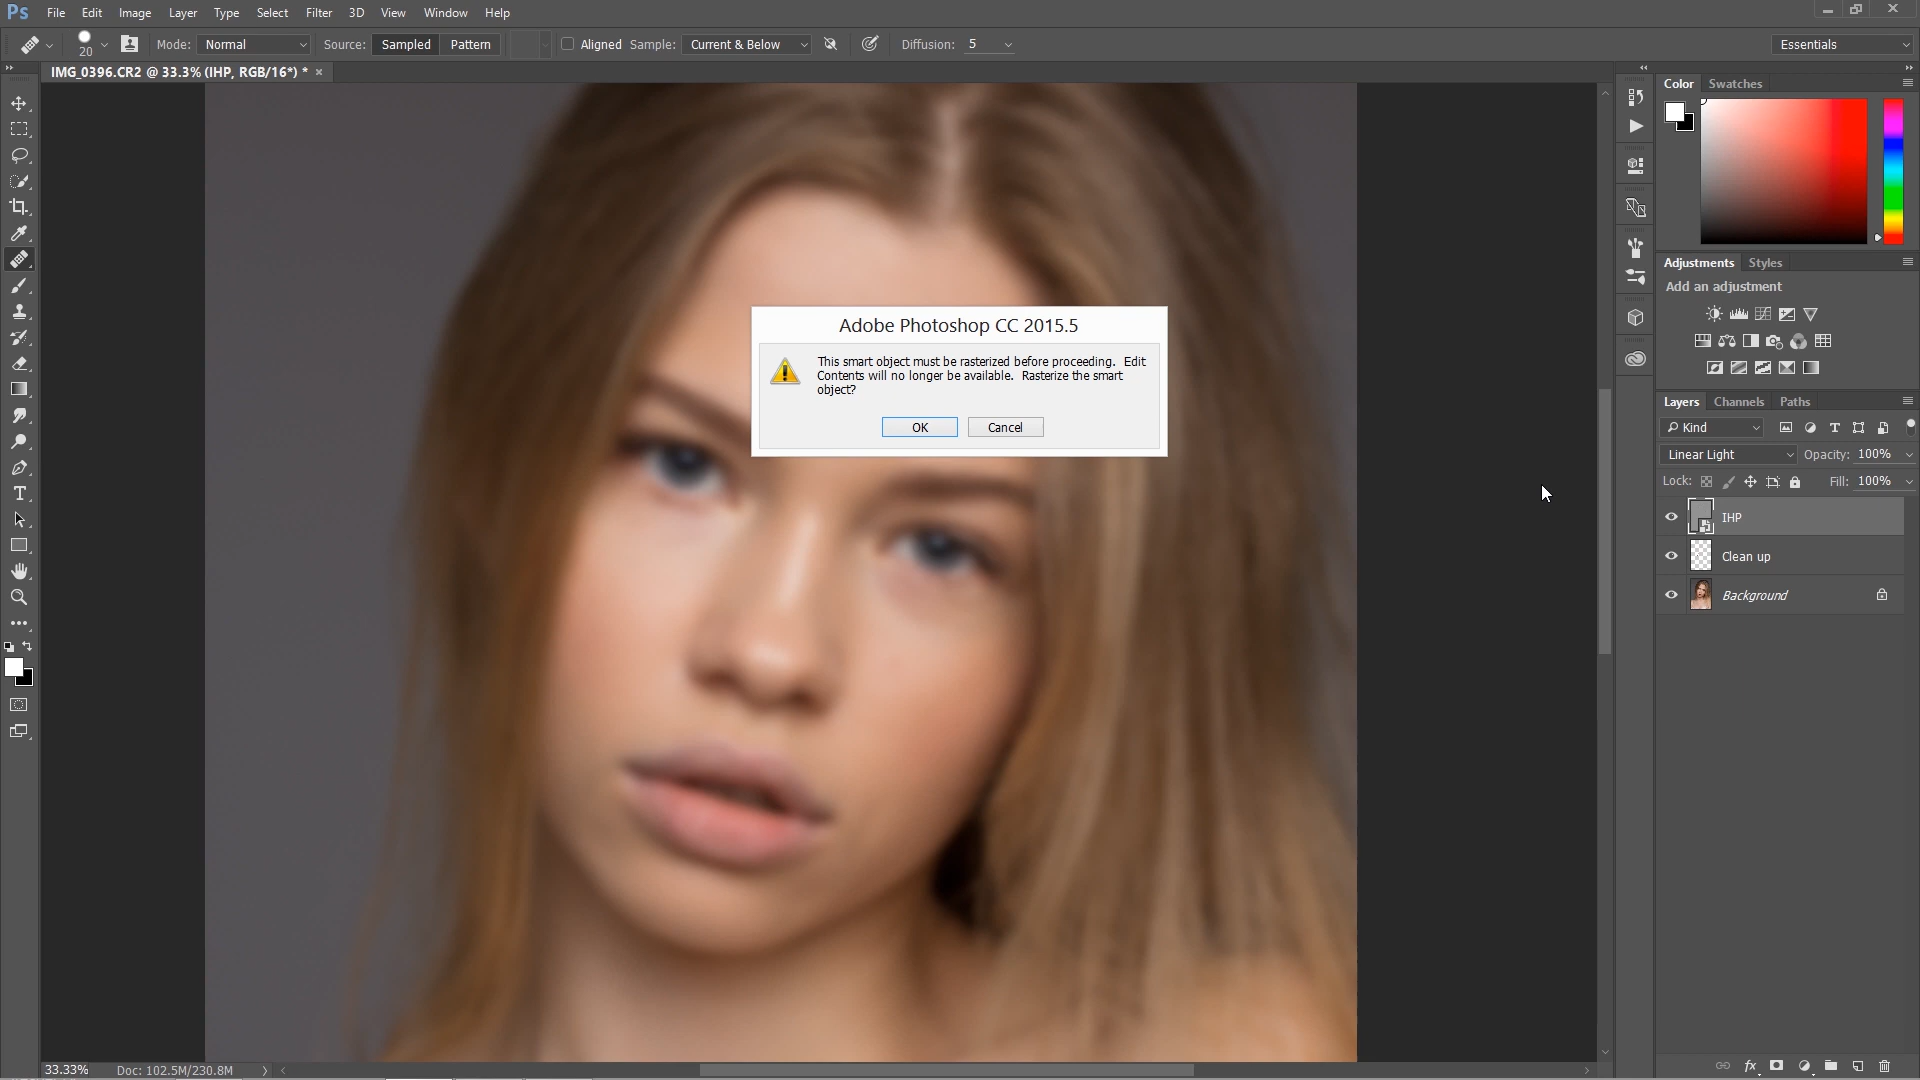 Ps File Edit Image Layer Type Select Filter 3D View Window Help
20 Mode: Normal Source: Sampled Pattern Aligned Sample: Current & Below Diffusion: 5 Essentials
IMG_0396.CR2 @ 33.3% (IHP, RGB/16*) * ×
Color Swatches
Adjustments Styles
Add an adjustment
Adobe Photoshop CC 2015.5
This smart object must be rasterized before proceeding. Edit
Contents will no longer be available. Rasterize the smart
object?
OK Cancel
Layers Channels Paths
Kind
Linear Light Opacity: 100%
Lock: Fill: 100%
IHP
Clean up
Background
33.33% Doc: 102.5M/230.8M